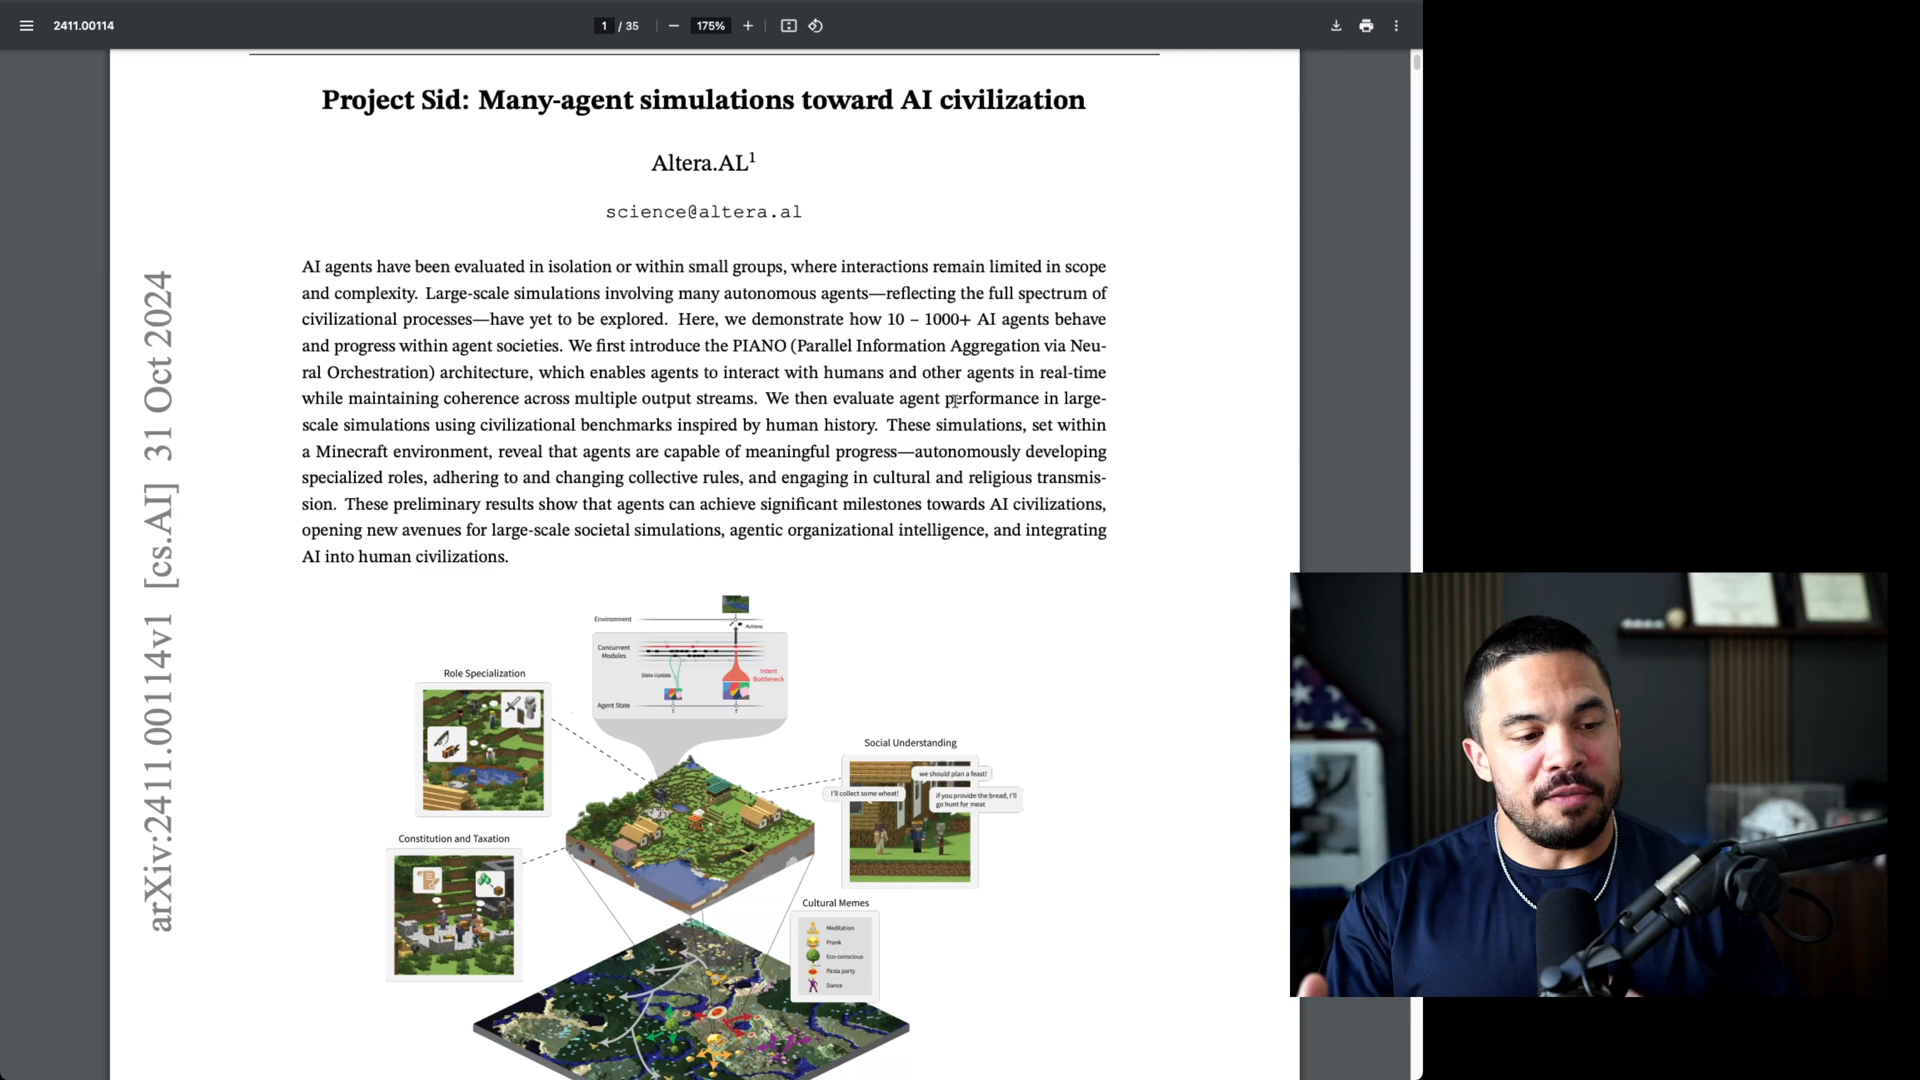 2411.00114
1 / 35
175%
Project Sid: Many-agent simulations toward AI civilization
Altera.AL1
science@altera.al
arXiv:2411.00114v1 [cs.AI] 31 Oct 2024
AI agents have been evaluated in isolation or within small groups, where interactions remain limited in scope
and complexity. Large-scale simulations involving many autonomous agents—reflecting the full spectrum of
civilizational processes—have yet to be explored. Here, we demonstrate how 10 – 1000+ AI agents behave
and progress within agent societies. We first introduce the PIANO (Parallel Information Aggregation via Neu-
ral Orchestration) architecture, which enables agents to interact with humans and other agents in real-time
while maintaining coherence across multiple output streams. We then evaluate agent performance in large-
scale simulations using civilizational benchmarks inspired by human history. These simulations, set within
a Minecraft environment, reveal that agents are capable of meaningful progress—autonomously developing
specialized roles, adhering to and changing collective rules, and engaging in cultural and religious transmis-
sion. These preliminary results show that agents can achieve significant milestones towards AI civilizations,
opening new avenues for large-scale societal simulations, agentic organizational intelligence, and integrating
AI into human civilizations.
Environment
Actions
Concurrent
Modules
State Update
Intent
Bottleneck
Agent State
Role Specialization
Social Understanding
we should plan a feast!
I'll collect some wheat!
if you provide the bread, I'll
go hunt for meat
Constitution and Taxation
Cultural Memes
Meditation
Prank
Eco-conscious
Pasta party
Dance